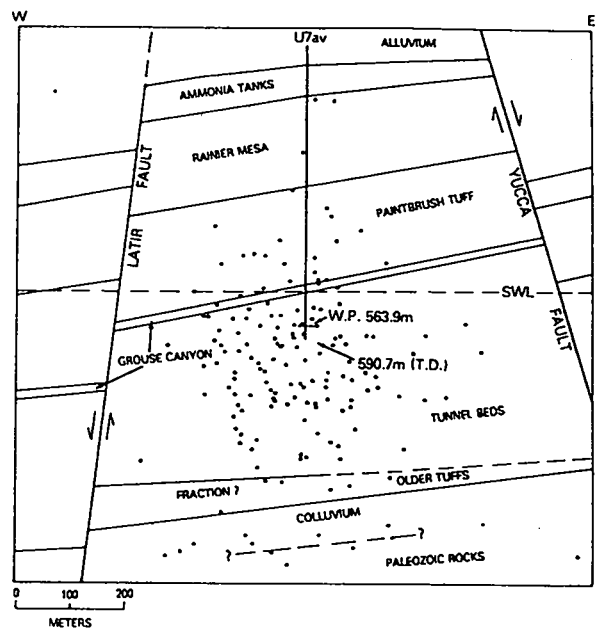 W
E
U7av
ALLUVIUM
AMMONIA TANKS
RAINIER MESA
LATIR FAULT
PAINTBRUSH TUFF
YUCCA FAULT
SWL
W.P. 563.9m
590.7m (T.D.)
GROUSE CANYON
TUNNEL BEDS
FRACTION ?
OLDER TUFFS
COLLUVIUM
? ?
PALEOZOIC ROCKS
0 100 200
METERS